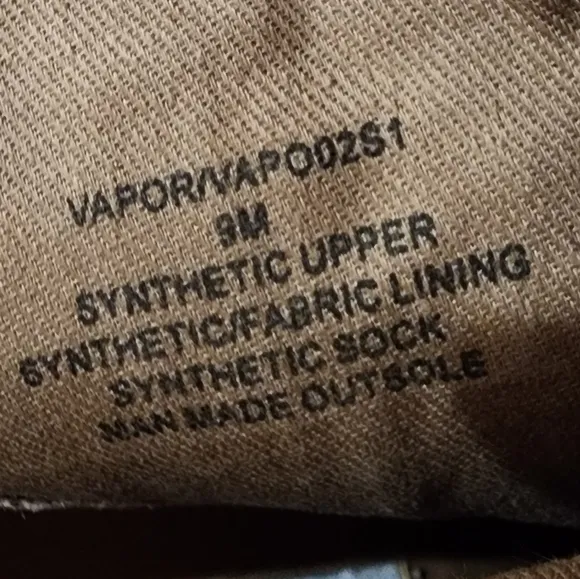 VAPOR/VAPO02S1
9M
SYNTHETIC UPPER
SYNTHETIC/FABRIC LINING
SYNTHETIC SOCK
MAN MADE OUTSOLE